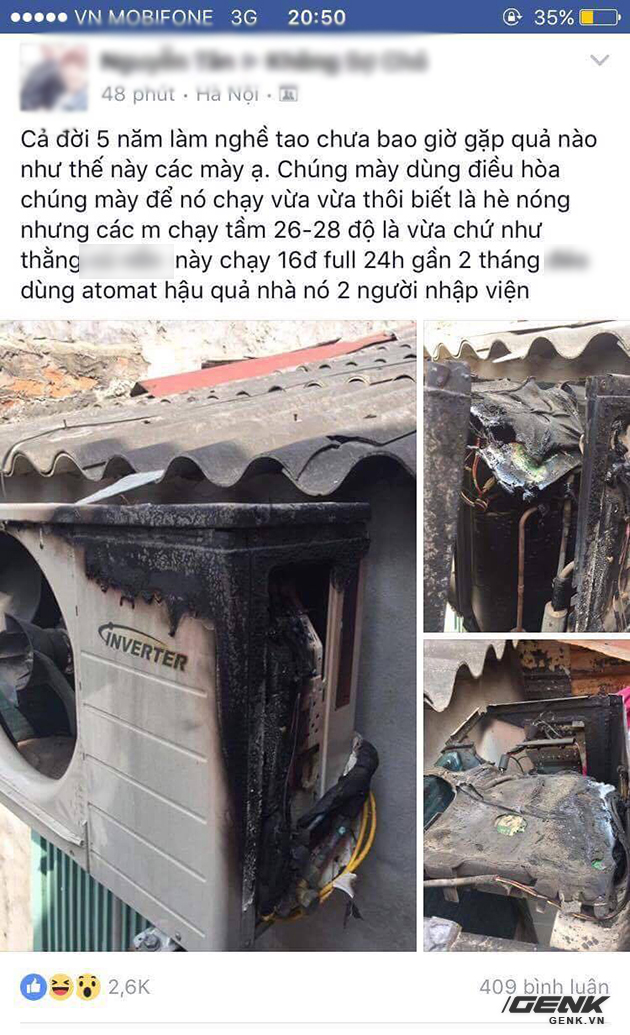 VN MOBIFONE 3G 20:50 35%
48 phút · Hà Nội ·
Cả đời 5 năm làm nghề tao chưa bao giờ gặp quả nào
như thế này các mày ạ. Chúng mày dùng điều hòa
chúng mày để nó chạy vừa vừa thôi biết là hè nóng
nhưng các m chạy tầm 26-28 độ là vừa chứ như
thằng này chạy 16đ full 24h gần 2 tháng
dùng atomat hậu quả nhà nó 2 người nhập viện
INVERTER
2,6K 409 bình luận
GENK
GENK.VN